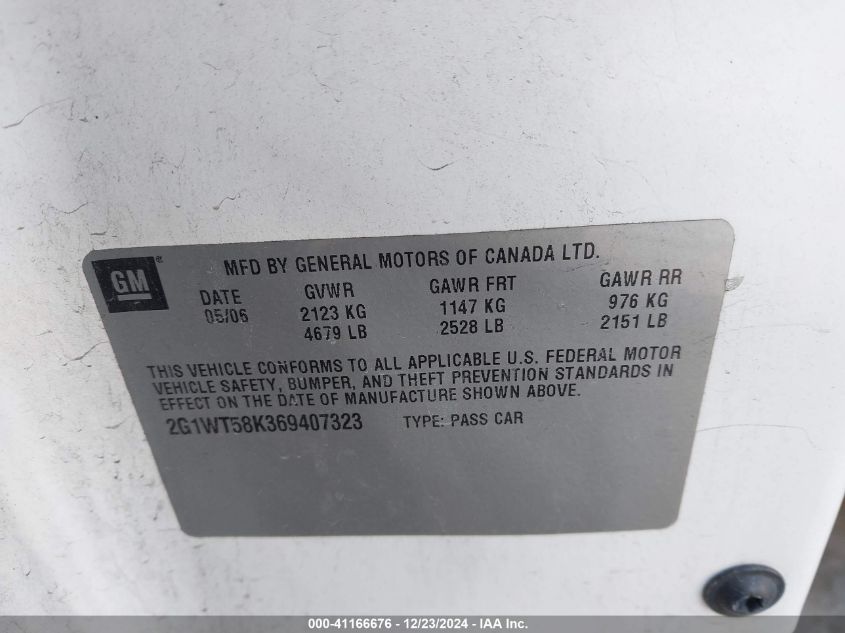 GM®
MFD BY GENERAL MOTORS OF CANADA LTD.
DATE GVWR GAWR FRT GAWR RR
05/06 2123 KG 1147 KG 976 KG
4679 LB 2528 LB 2151 LB
THIS VEHICLE CONFORMS TO ALL APPLICABLE U.S. FEDERAL MOTOR
VEHICLE SAFETY, BUMPER, AND THEFT PREVENTION STANDARDS IN
EFFECT ON THE DATE OF MANUFACTURE SHOWN ABOVE.
2G1WT58K369407323 TYPE: PASS CAR
000-41166676 - 12/23/2024 - IAA Inc.